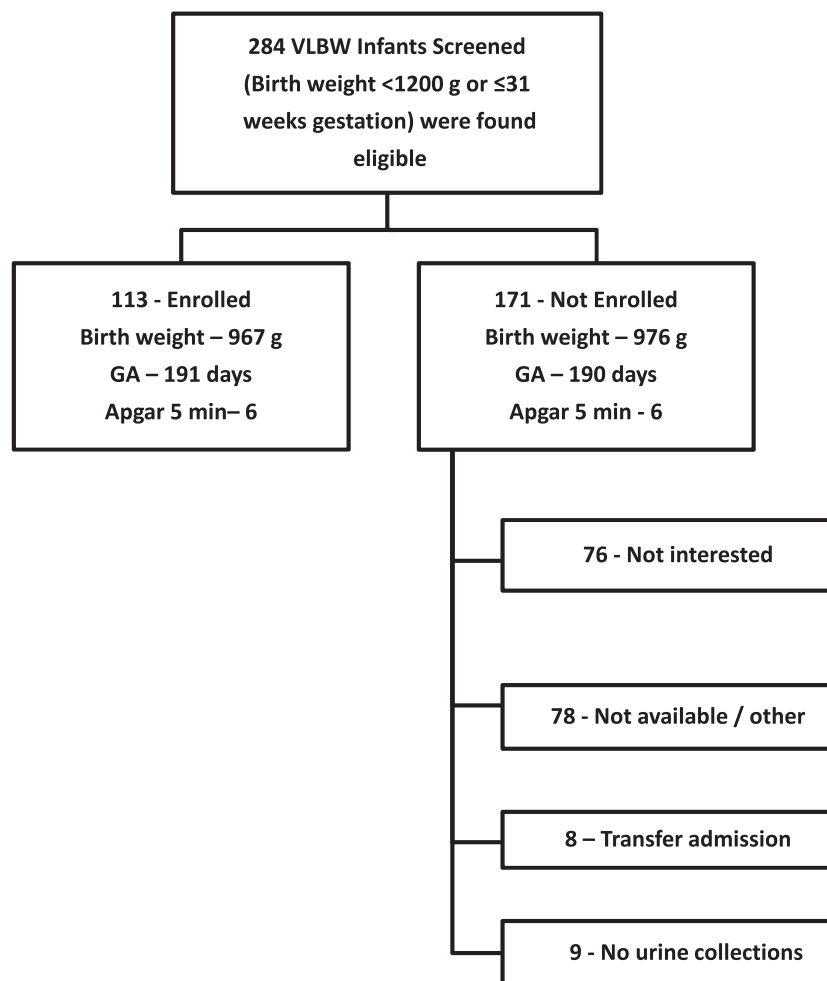 284 VLBW Infants Screened
(Birth weight <1200 g or ≤31
weeks gestation) were found
eligible
113 - Enrolled
Birth weight – 967 g
GA – 191 days
Apgar 5 min– 6
171 - Not Enrolled
Birth weight – 976 g
GA – 190 days
Apgar 5 min - 6
76 - Not interested
78 - Not available / other
8 – Transfer admission
9 - No urine collections